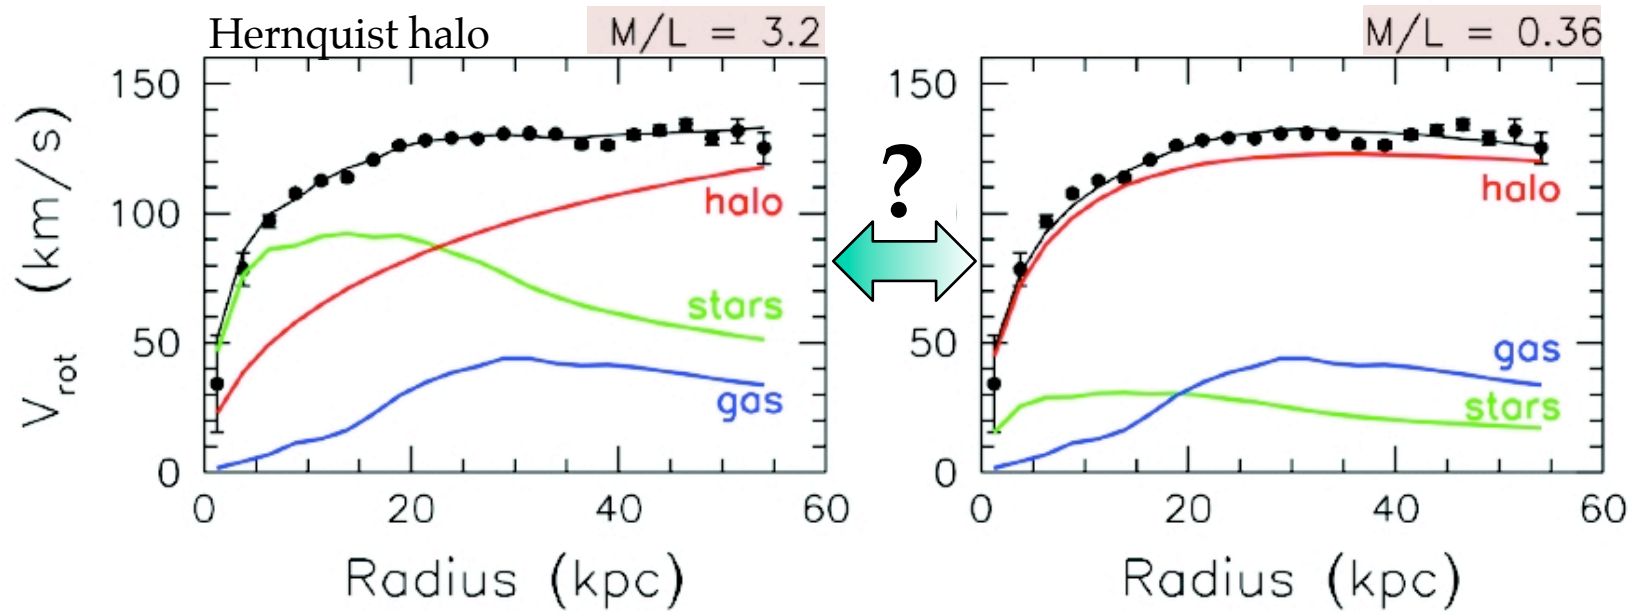 Hernquist halo
M/L = 3.2
M/L = 0.36
V_rot (km/s)
150
100
50
0
halo
stars
gas
0 20 40 60
Radius (kpc)
?
150
100
50
0
halo
gas
stars
0 20 40 60
Radius (kpc)